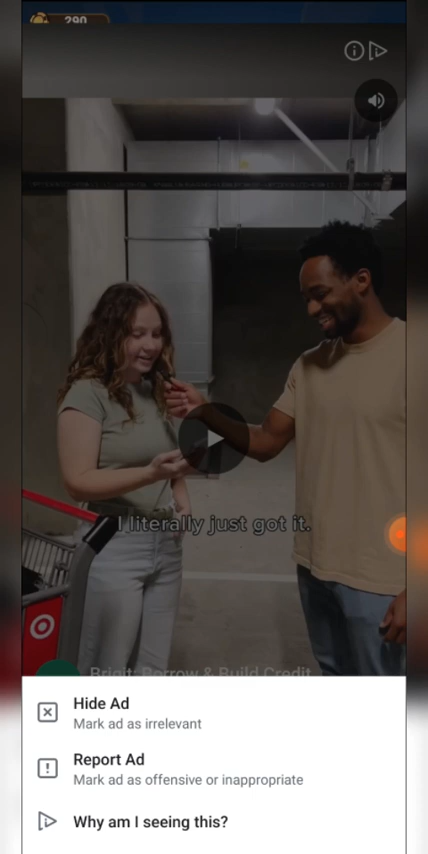 290
I literally just got it.
Brigit: Borrow & Build Credit
Hide Ad
Mark ad as irrelevant
Report Ad
Mark ad as offensive or inappropriate
Why am I seeing this?